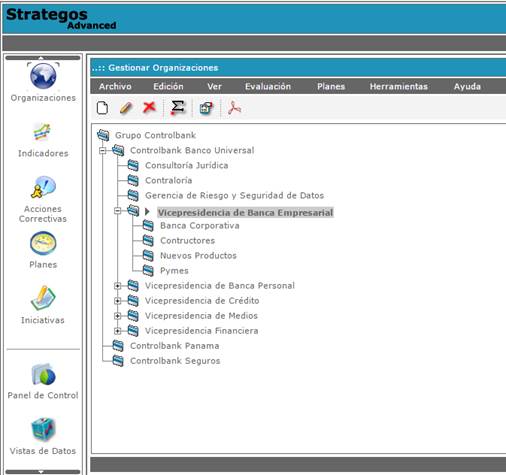 Strategos
Advanced
..:: Gestionar Organizaciones
Archivo Edición Ver Evaluación Planes Herramientas Ayuda
Organizaciones
Indicadores
Acciones
Correctivas
Planes
Iniciativas
Panel de Control
Vistas de Datos
Grupo Controlbank
Controlbank Banco Universal
Consultoría Jurídica
Contraloría
Gerencia de Riesgo y Seguridad de Datos
Vicepresidencia de Banca Empresarial
Banca Corporativa
Contructores
Nuevos Productos
Pymes
Vicepresidencia de Banca Personal
Vicepresidencia de Crédito
Vicepresidencia de Medios
Vicepresidencia Financiera
Controlbank Panama
Controlbank Seguros